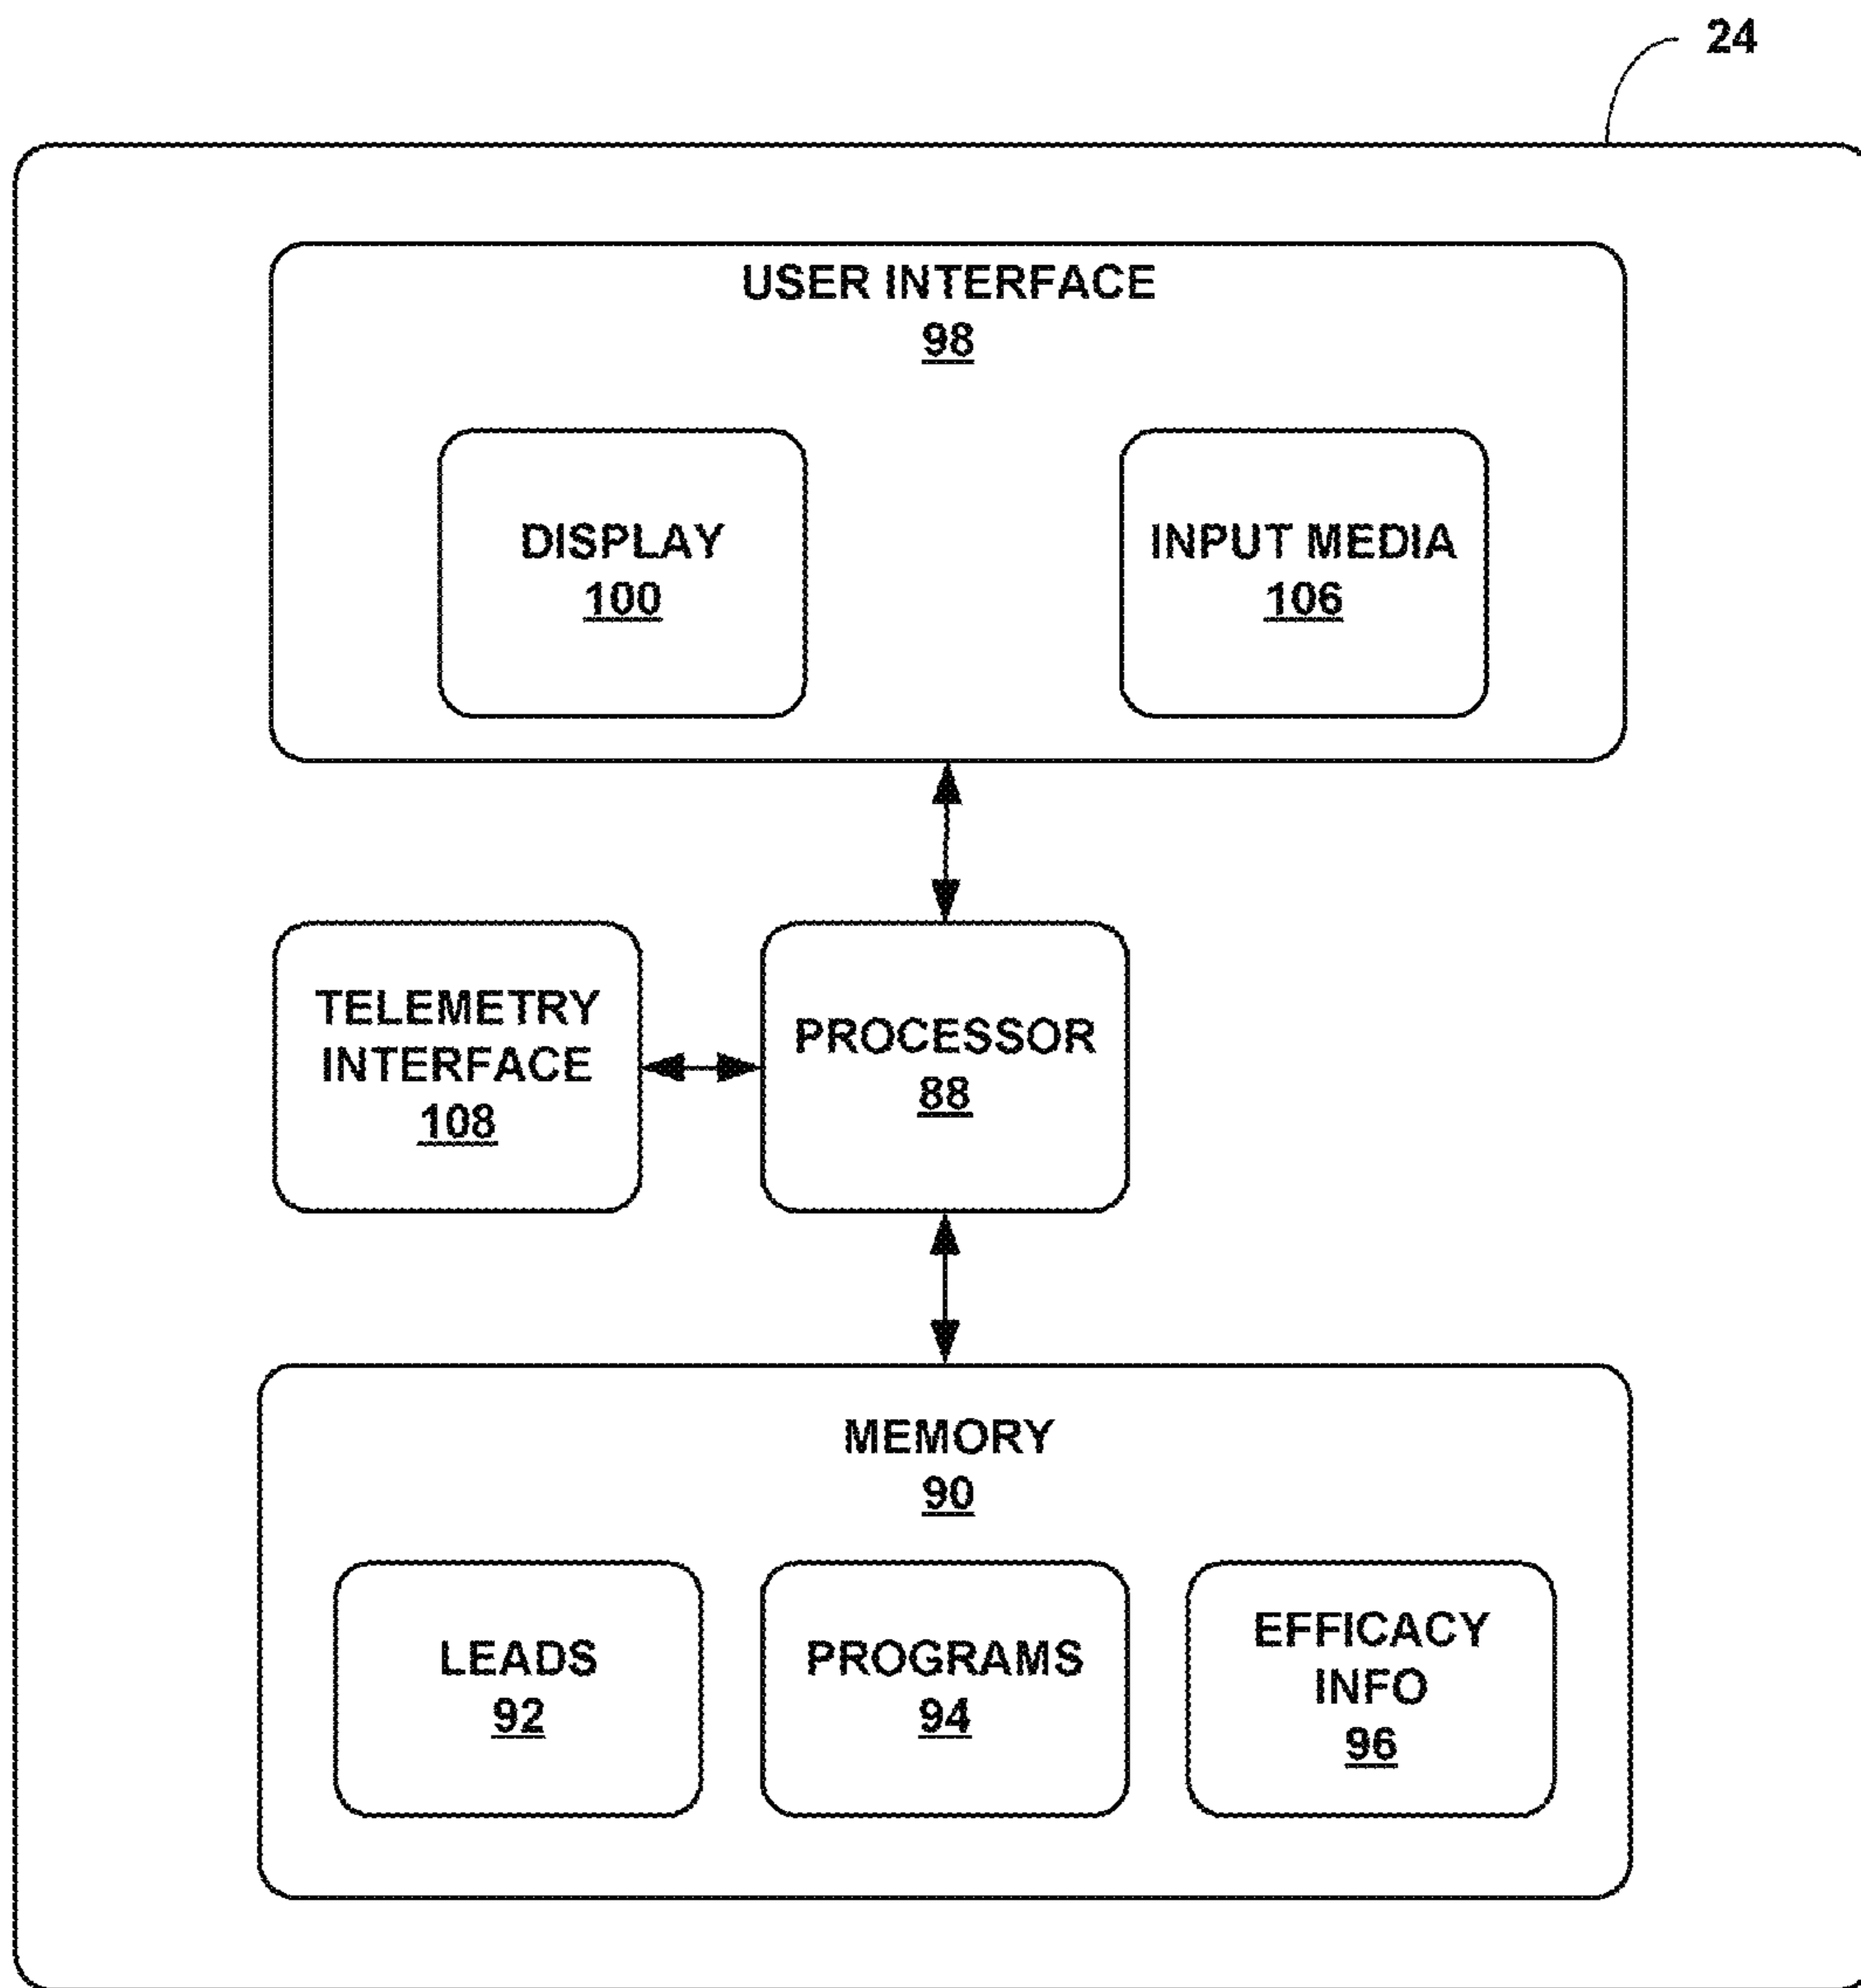 24
USER INTERFACE
98
DISPLAY
100
INPUT MEDIA
106
TELEMETRY
INTERFACE
108
PROCESSOR
88
MEMORY
90
LEADS
92
PROGRAMS
94
EFFICACY
INFO
96